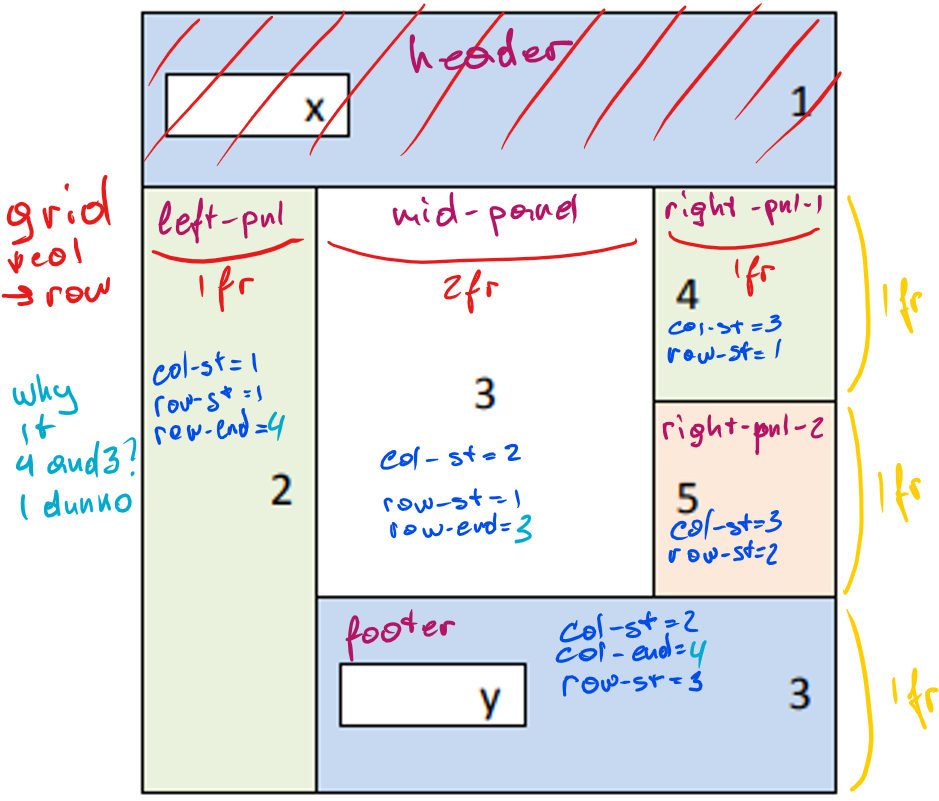 header
x
1
grid
↓col
→row
left-pnl
1fr
col-st=1
row-st=1
row-end=4
2
mid-panel
2fr
3
col-st=2
row-st=1
row-end=3
right-pnl-1
1fr
4
col-st=3
row-st=1
1fr
why
it
4 and 3?
I dunno
right-pnl-2
5
col-st=3
row-st=2
1fr
footer
y
col-st=2
col-end=4
row-st=3
3
1fr